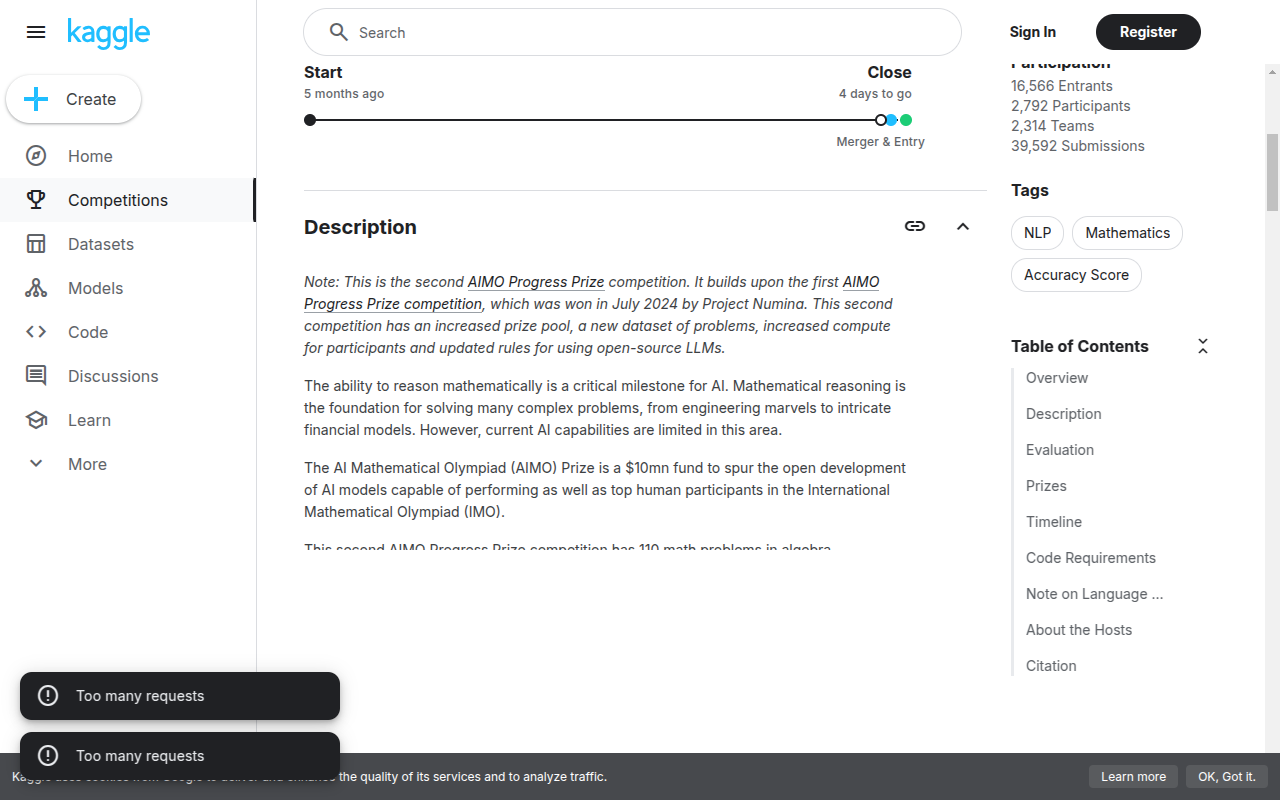 kaggle
Search
Sign In
Register
Create
Home
Competitions
Datasets
Models
Code
Discussions
Learn
More
Start
5 months ago
Close
4 days to go
Merger & Entry
Description
Note: This is the second AIMO Progress Prize competition. It builds upon the first AIMO
Progress Prize competition, which was won in July 2024 by Project Numina. This second
competition has an increased prize pool, a new dataset of problems, increased compute
for participants and updated rules for using open-source LLMs.
The ability to reason mathematically is a critical milestone for AI. Mathematical reasoning is
the foundation for solving many complex problems, from engineering marvels to intricate
financial models. However, current AI capabilities are limited in this area.
The AI Mathematical Olympiad (AIMO) Prize is a $10mn fund to spur the open development
of AI models capable of performing as well as top human participants in the International
Mathematical Olympiad (IMO).
This second AIMO Progress Prize competition has 110 math problems in algebra
Participation
16,566 Entrants
2,792 Participants
2,314 Teams
39,592 Submissions
Tags
NLP
Mathematics
Accuracy Score
Table of Contents
Overview
Description
Evaluation
Prizes
Timeline
Code Requirements
Note on Language ...
About the Hosts
Citation
Too many requests
Too many requests
Kaggle uses cookies from Google to deliver and enhance the quality of its services and to analyze traffic.
Learn more
OK, Got it.